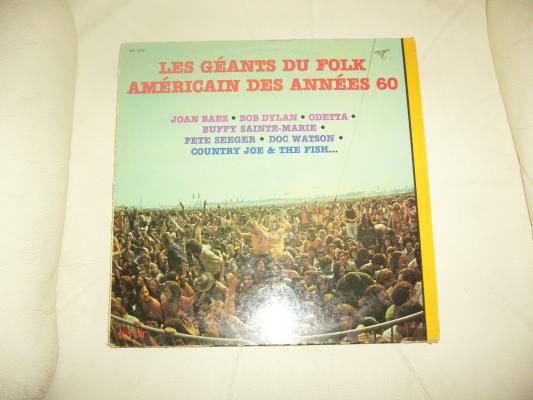 LES GÉANTS DU FOLK
AMÉRICAIN DES ANNÉES 60
JOAN BAEZ • BOB DYLAN • ODETTA •
BUFFY SAINTE-MARIE •
PETE SEEGER • DOC WATSON •
COUNTRY JOE & THE FISH...